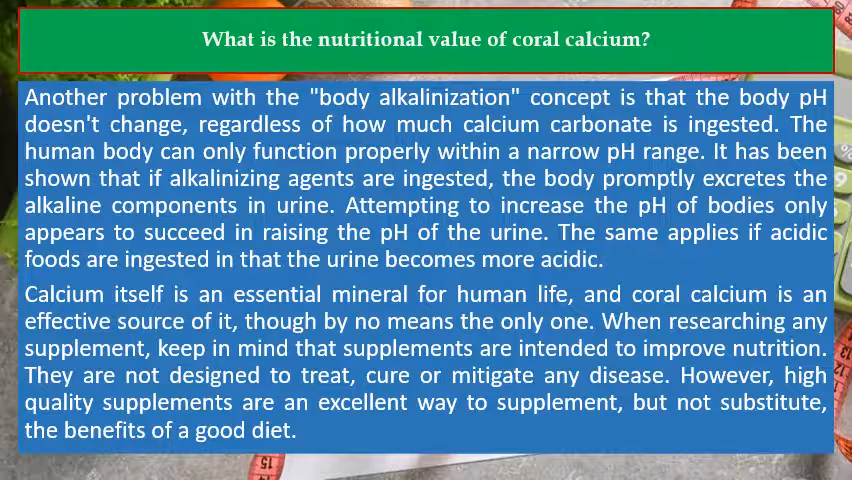 What is the nutritional value of coral calcium?
Another problem with the "body alkalinization" concept is that the body pH
doesn't change, regardless of how much calcium carbonate is ingested. The
human body can only function properly within a narrow pH range. It has been
shown that if alkalinizing agents are ingested, the body promptly excretes the
alkaline components in urine. Attempting to increase the pH of bodies only
appears to succeed in raising the pH of the urine. The same applies if acidic
foods are ingested in that the urine becomes more acidic.
Calcium itself is an essential mineral for human life, and coral calcium is an
effective source of it, though by no means the only one. When researching any
supplement, keep in mind that supplements are intended to improve nutrition.
They are not designed to treat, cure or mitigate any disease. However, high
quality supplements are an excellent way to supplement, but not substitute,
the benefits of a good diet.
15